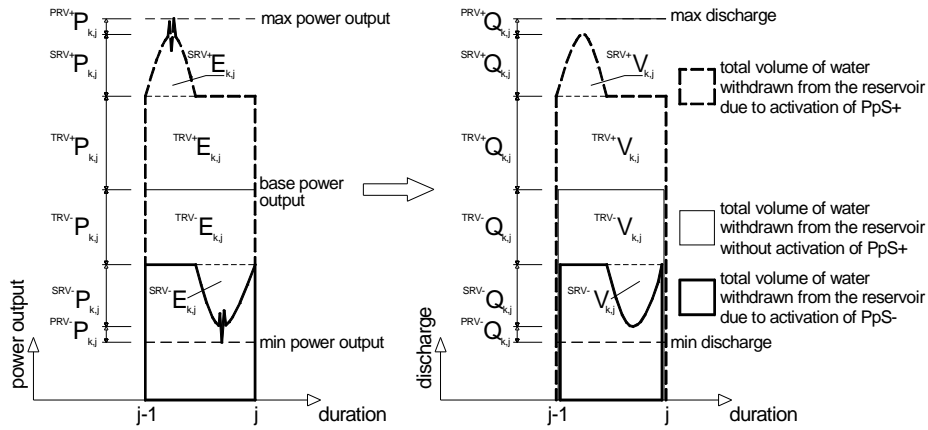 PRV+ P k,j
max power output
SRV+ P k,j
SRV+ E k,j
TRV+ P k,j
TRV+ E k,j
base power
output
TRV- P k,j
TRV- E k,j
SRV- P k,j
SRV- E k,j
PRV- P k,j
min power output
power output
j-1
j
duration
PRV+ Q k,j
max discharge
SRV+ Q k,j
SRV+ V k,j
TRV+ Q k,j
TRV+ V k,j
TRV- Q k,j
TRV- V k,j
SRV- Q k,j
SRV- V k,j
PRV- Q k,j
min discharge
discharge
j-1
j
duration
total volume of water
withdrawn from the reservoir
due to activation of PpS+
total volume of water
withdrawn from the reservoir
without activation of PpS+
total volume of water
withdrawn from the reservoir
due to activation of PpS-